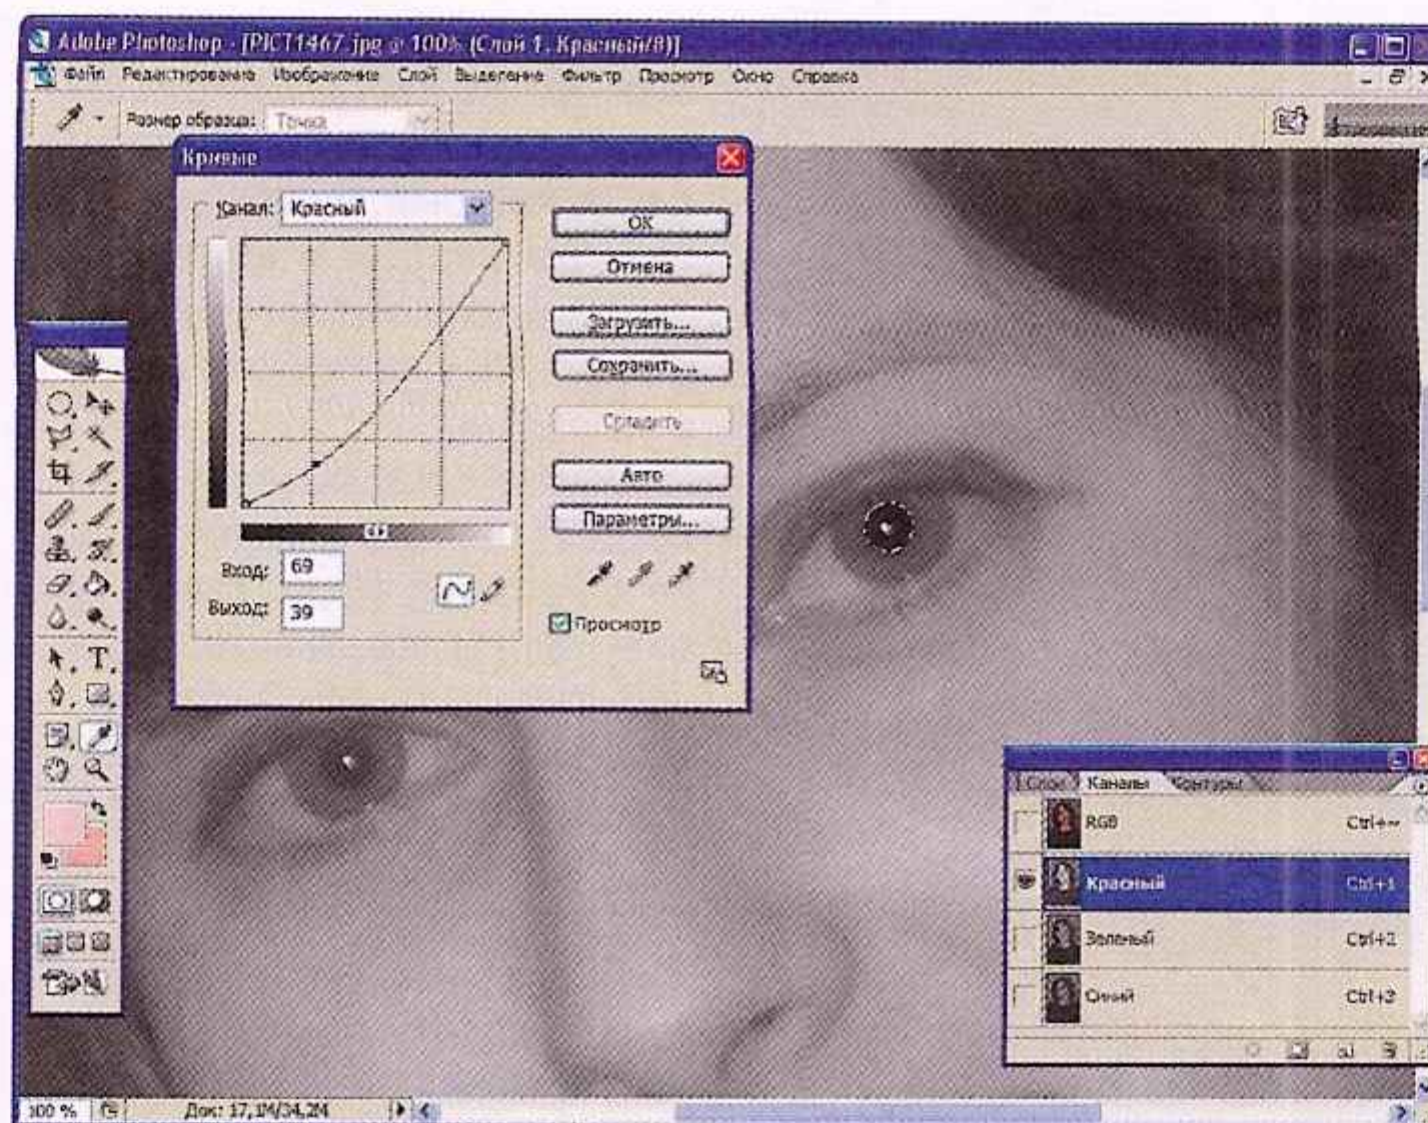 Adobe Photoshop - [PICT1467.jpg @ 100% (Слой 1, Красный/8)]
Файл Редактирование Изображение Слой Выделение Фильтр Просмотр Окно Справка
Размер образца: Точка
Кривые
Канал: Красный
OK
Отмена
Загрузить...
Сохранить...
Сгладить
Авто
Параметры...
Вход: 69
Выход: 39
Просмотр
Слои Каналы Контуры
RGB Ctrl+~
Красный Ctrl+1
Зеленый Ctrl+2
Синий Ctrl+3
100 % Док: 17,1M/34,2M